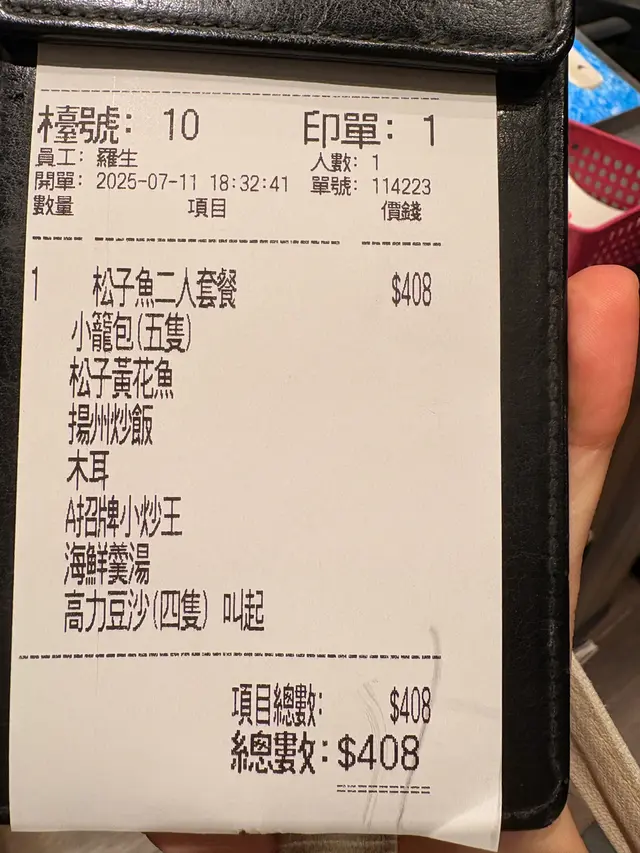 檯號: 10 印單: 1
員工: 羅生 人數: 1
開單: 2025-07-11 18:32:41 單號: 114223
數量 項目 價錢
1 松子魚二人套餐 $408
小籠包(五隻)
松子黃花魚
揚州炒飯
木耳
A招牌小炒王
海鮮羹湯
高力豆沙(四隻) 叫起
項目總數: $408
總數: $408